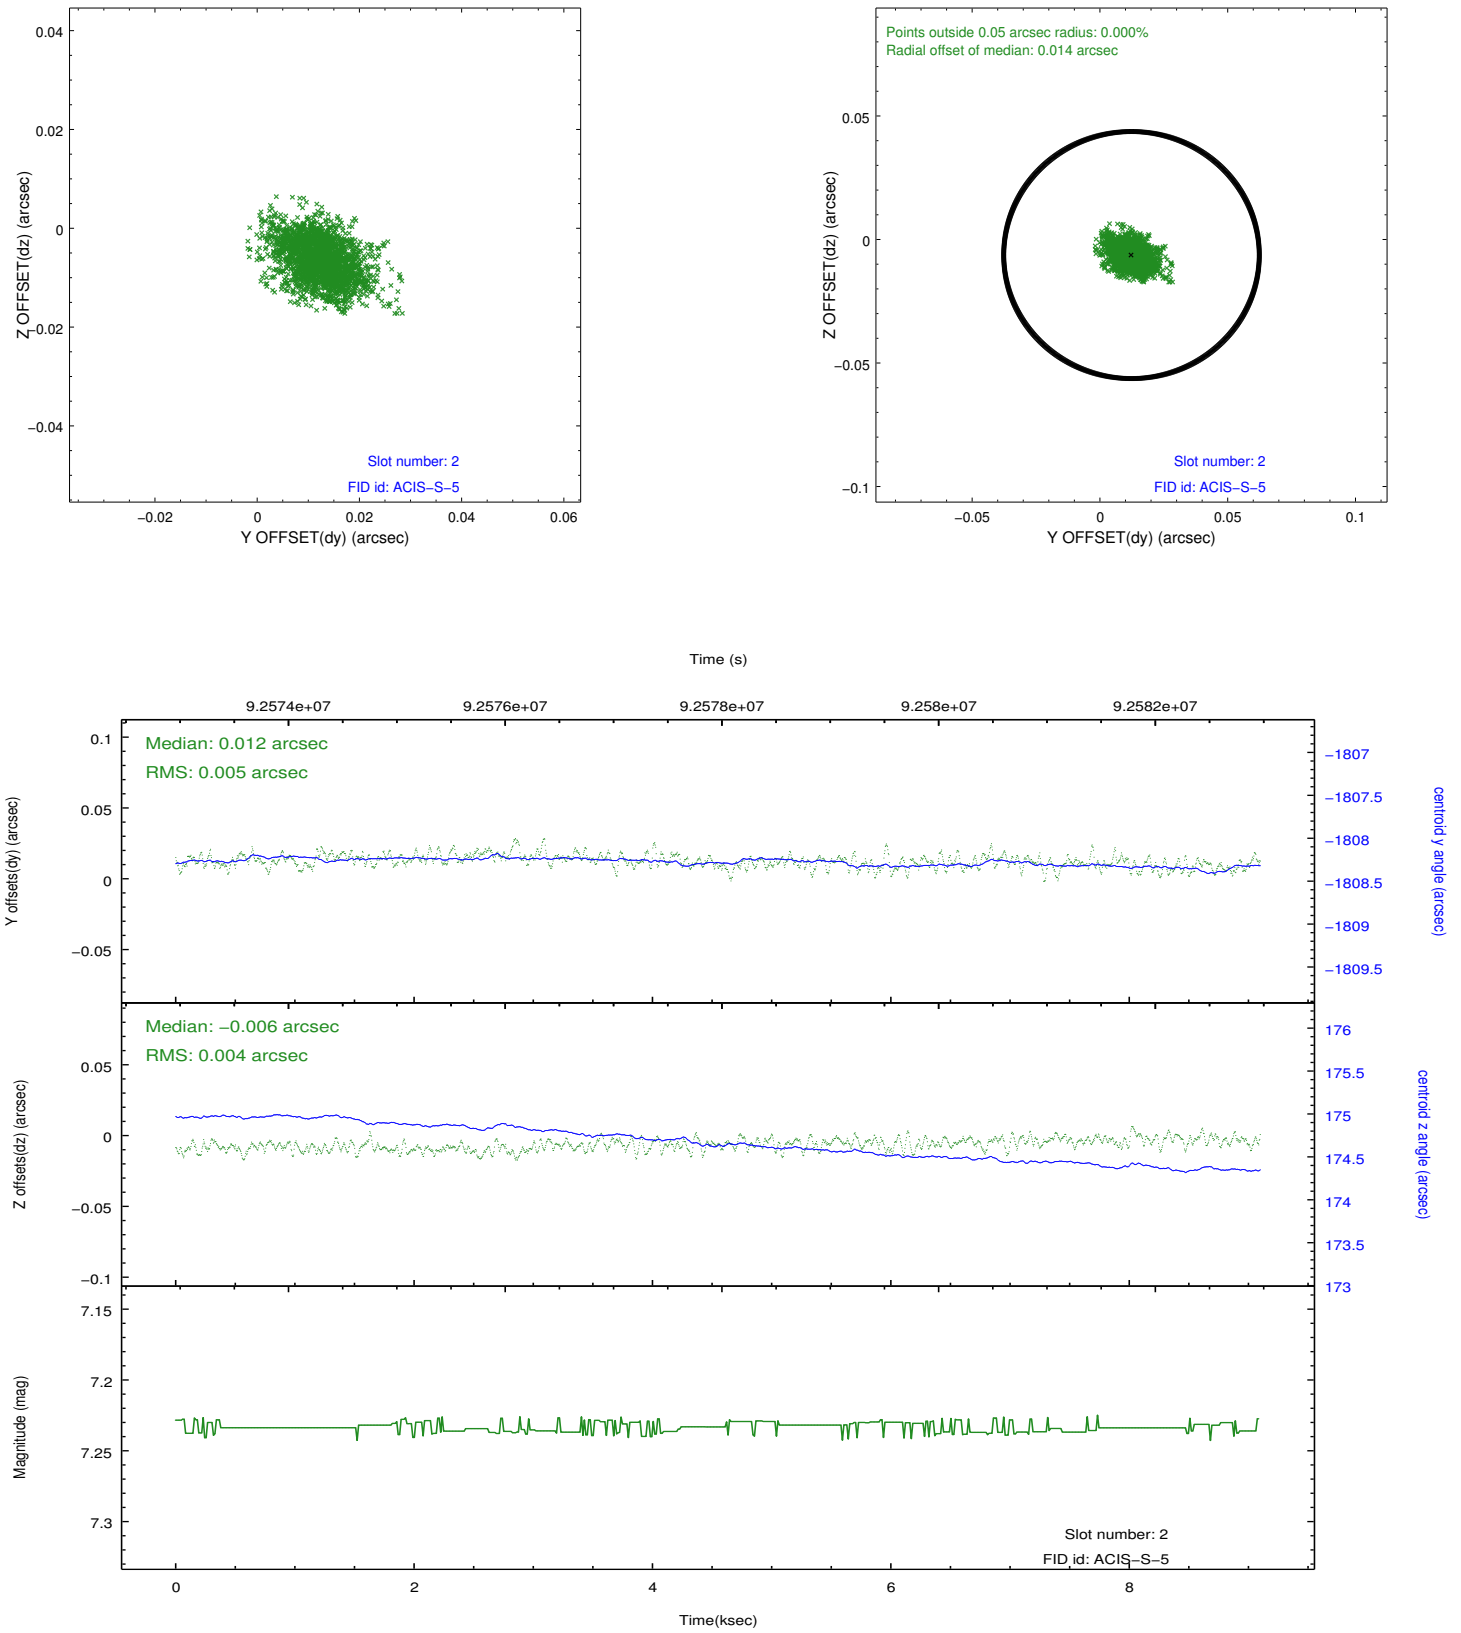 0.04
0.02
0
−0.02
−0.04
Z OFFSET(dz) (arcsec)
Slot number: 2
FID id: ACIS−S−5
−0.02
0
0.02
0.04
0.06
Y OFFSET(dy) (arcsec)
Points outside 0.05 arcsec radius: 0.000%
Radial offset of median: 0.014 arcsec
0.05
0
−0.05
−0.1
Z OFFSET(dz) (arcsec)
Slot number: 2
FID id: ACIS−S−5
−0.05
0
0.05
0.1
Y OFFSET(dy) (arcsec)
Time (s)
9.2574e+07
9.2576e+07
9.2578e+07
9.258e+07
9.2582e+07
Median: 0.012 arcsec
RMS: 0.005 arcsec
0.1
0.05
0
−0.05
Y offsets(dy) (arcsec)
−1807
−1807.5
−1808
−1808.5
−1809
−1809.5
centroid y angle (arcsec)
Median: −0.006 arcsec
RMS: 0.004 arcsec
0.05
0
−0.05
−0.1
Z offsets(dz) (arcsec)
176
175.5
175
174.5
174
173.5
173
centroid z angle (arcsec)
7.15
7.2
7.25
7.3
Magnitude (mag)
Slot number: 2
FID id: ACIS−S−5
0
2
4
6
8
Time(ksec)